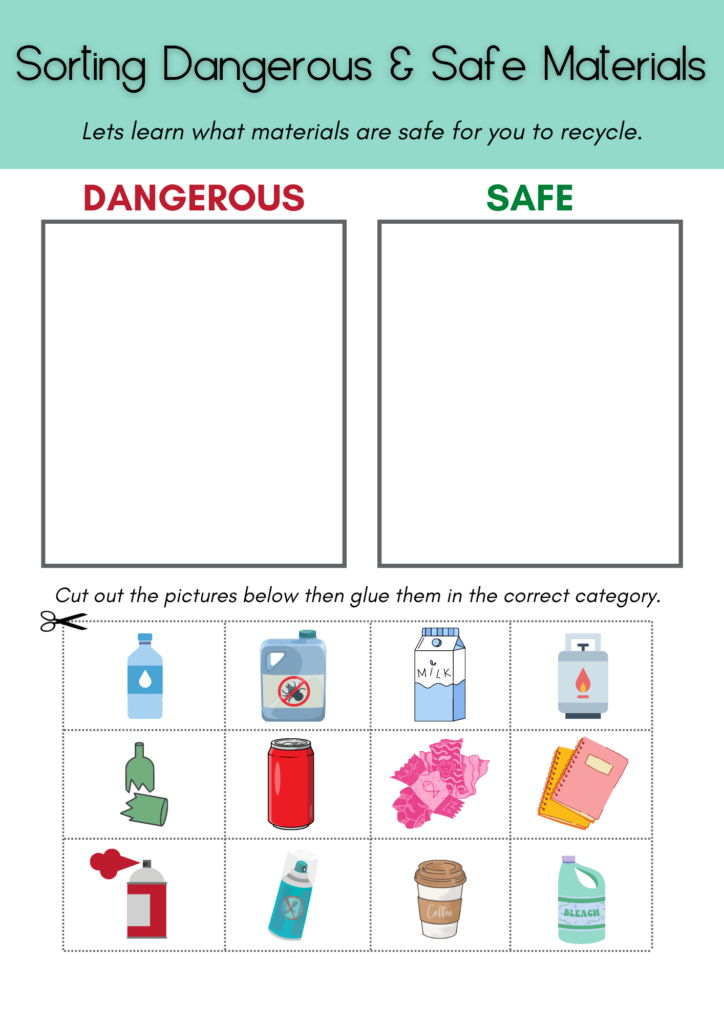 Sorting Dangerous & Safe Materials
Lets learn what materials are safe for you to recycle.
DANGEROUS
SAFE
Cut out the pictures below then glue them in the correct category.
MILK
Coffee
BLEACH